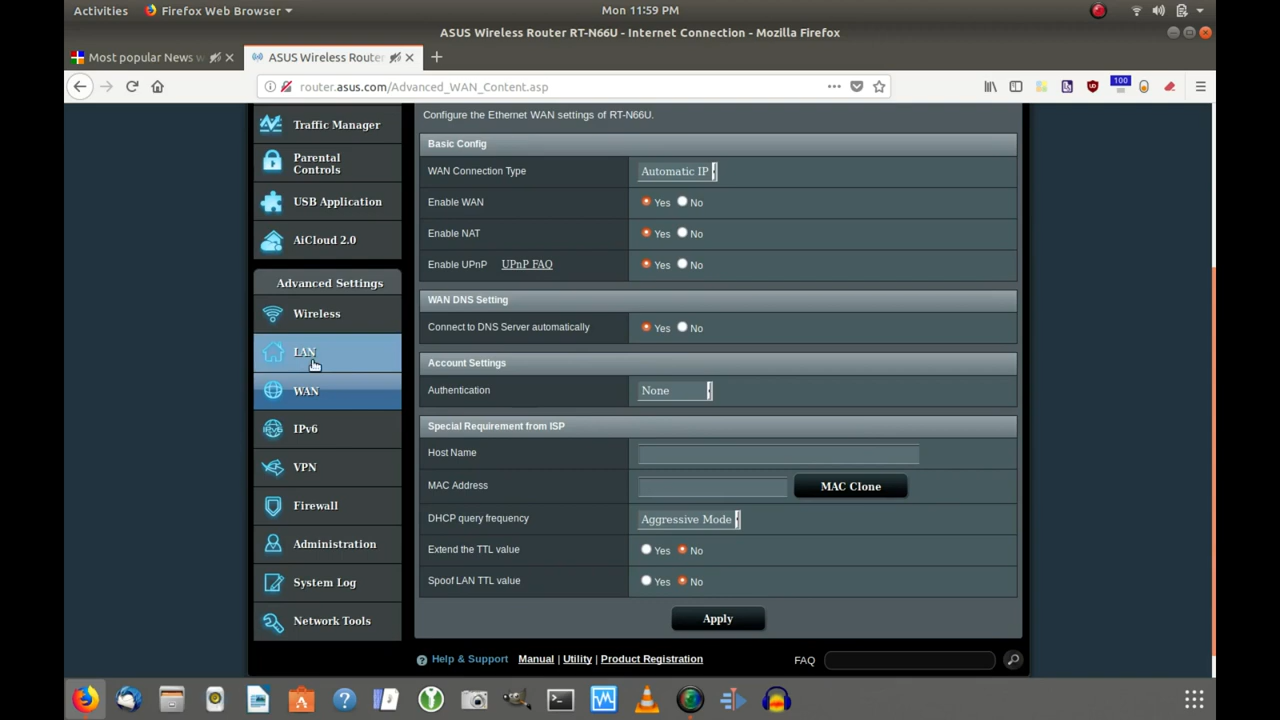 Activities
Firefox Web Browser
Mon 11:59 PM
ASUS Wireless Router RT-N66U - Internet Connection - Mozilla Firefox
Most popular News w
ASUS Wireless Router
router.asus.com/Advanced_WAN_Content.asp
100
Traffic Manager
Parental
Controls
USB Application
AiCloud 2.0
Advanced Settings
Wireless
LAN
WAN
IPv6
VPN
Firewall
Administration
System Log
Network Tools
Configure the Ethernet WAN settings of RT-N66U.
Basic Config
WAN Connection Type Automatic IP
Enable WAN Yes No
Enable NAT Yes No
Enable UPnP UPnP FAQ Yes No
WAN DNS Setting
Connect to DNS Server automatically Yes No
Account Settings
Authentication None
Special Requirement from ISP
Host Name
MAC Address MAC Clone
DHCP query frequency Aggressive Mode
Extend the TTL value Yes No
Spoof LAN TTL value Yes No
Apply
Help & Support Manual | Utility | Product Registration FAQ